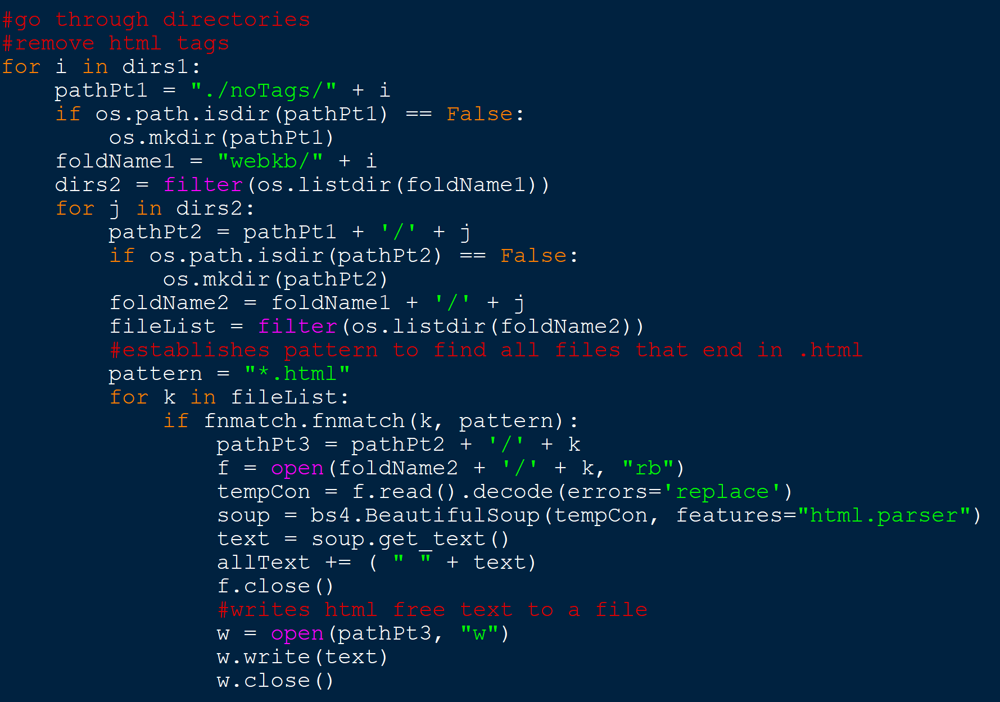 #go through directories
#remove html tags
for i in dirs1:
    pathPt1 = "./noTags/" + i
    if os.path.isdir(pathPt1) == False:
        os.mkdir(pathPt1)
    foldName1 = "webkb/" + i
    dirs2 = filter(os.listdir(foldName1))
    for j in dirs2:
        pathPt2 = pathPt1 + '/' + j
        if os.path.isdir(pathPt2) == False:
            os.mkdir(pathPt2)
        foldName2 = foldName1 + '/' + j
        fileList = filter(os.listdir(foldName2))
        #establishes pattern to find all files that end in .html
        pattern = "*.html"
        for k in fileList:
            if fnmatch.fnmatch(k, pattern):
                pathPt3 = pathPt2 + '/' + k
                f = open(foldName2 + '/' + k, "rb")
                tempCon = f.read().decode(errors='replace')
                soup = bs4.BeautifulSoup(tempCon, features="html.parser")
                text = soup.get_text()
                allText += ( " " + text)
                f.close()
                #writes html free text to a file
                w = open(pathPt3, "w")
                w.write(text)
                w.close()